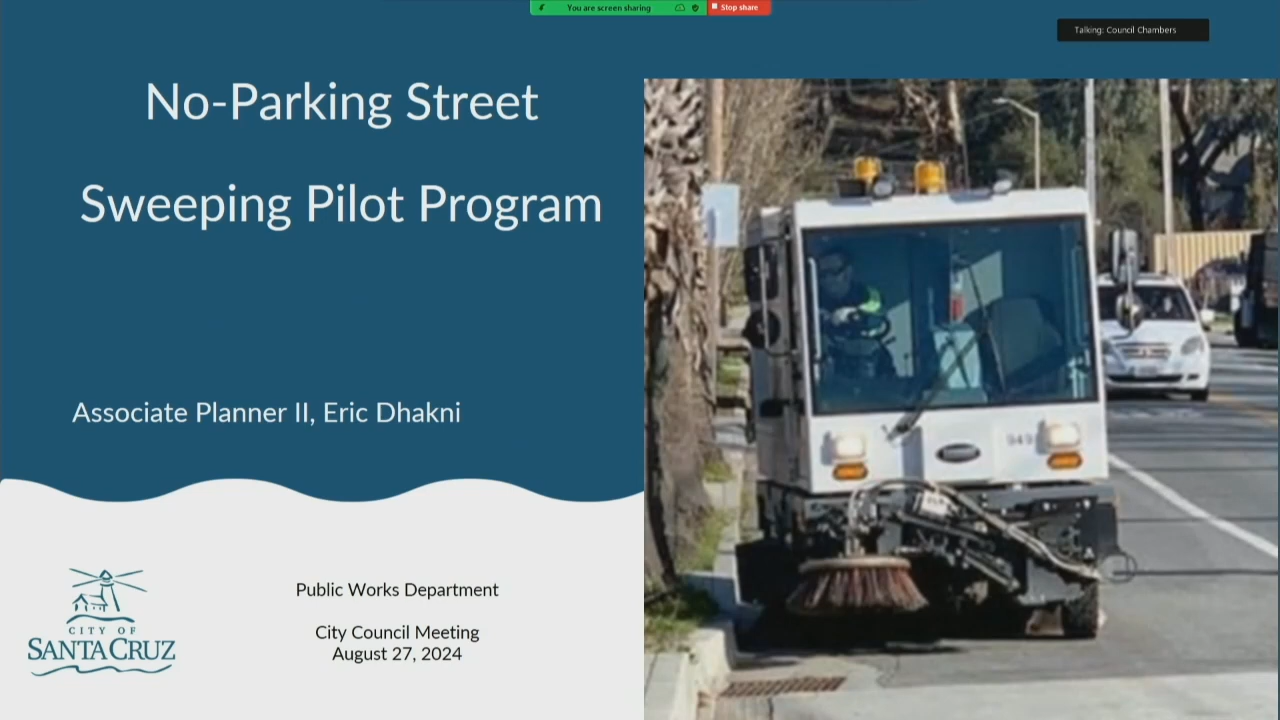 You are screen sharing
Stop share
Talking: Council Chambers
No-Parking Street
Sweeping Pilot Program
Associate Planner II, Eric Dhakni
CITY OF
SANTA CRUZ
Public Works Department
City Council Meeting
August 27, 2024
949